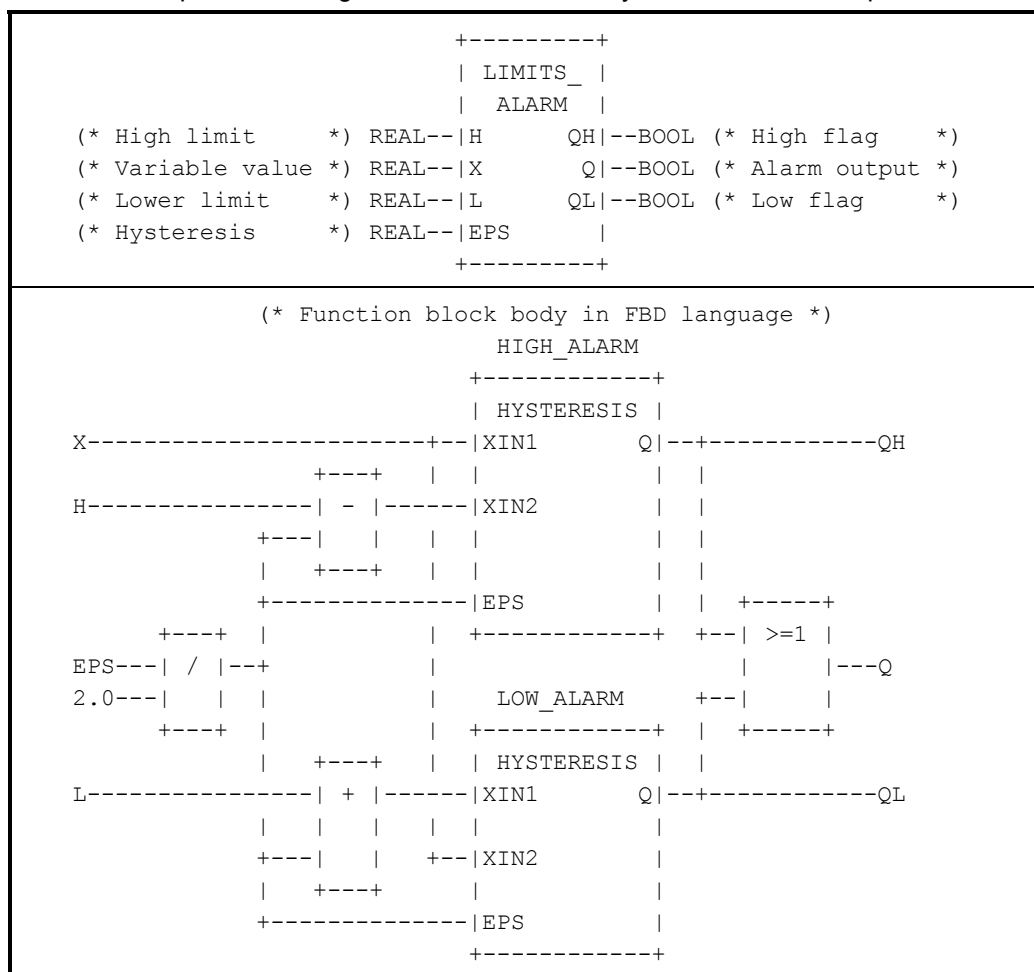 +---------+
| LIMITS_ |
| ALARM |
(* High limit *) REAL--|H QH|--BOOL (* High flag *)
(* Variable value *) REAL--|X Q|--BOOL (* Alarm output *)
(* Lower limit *) REAL--|L QL|--BOOL (* Low flag *)
(* Hysteresis *) REAL--|EPS |
+---------+
(* Function block body in FBD language *)
HIGH_ALARM
+------------+
| HYSTERESIS |
X------------------------+--|XIN1 Q|--+------------QH
+---+ | | | |
H----------------| - |------|XIN2 | |
+---| | | | | |
| +---+ | | | |
+--------------|EPS | | +-----+
+---+ | | +------------+ +--| >=1 |
EPS---| / |--+ | | |---Q
2.0---| | | | LOW_ALARM +--| |
+---+ | | +------------+ | +-----+
| +---+ | | HYSTERESIS | |
L----------------| + |------|XIN1 Q|--+------------QL
| | | | | |
+---| | +--|XIN2 |
| +---+ | |
+--------------|EPS |
+------------+